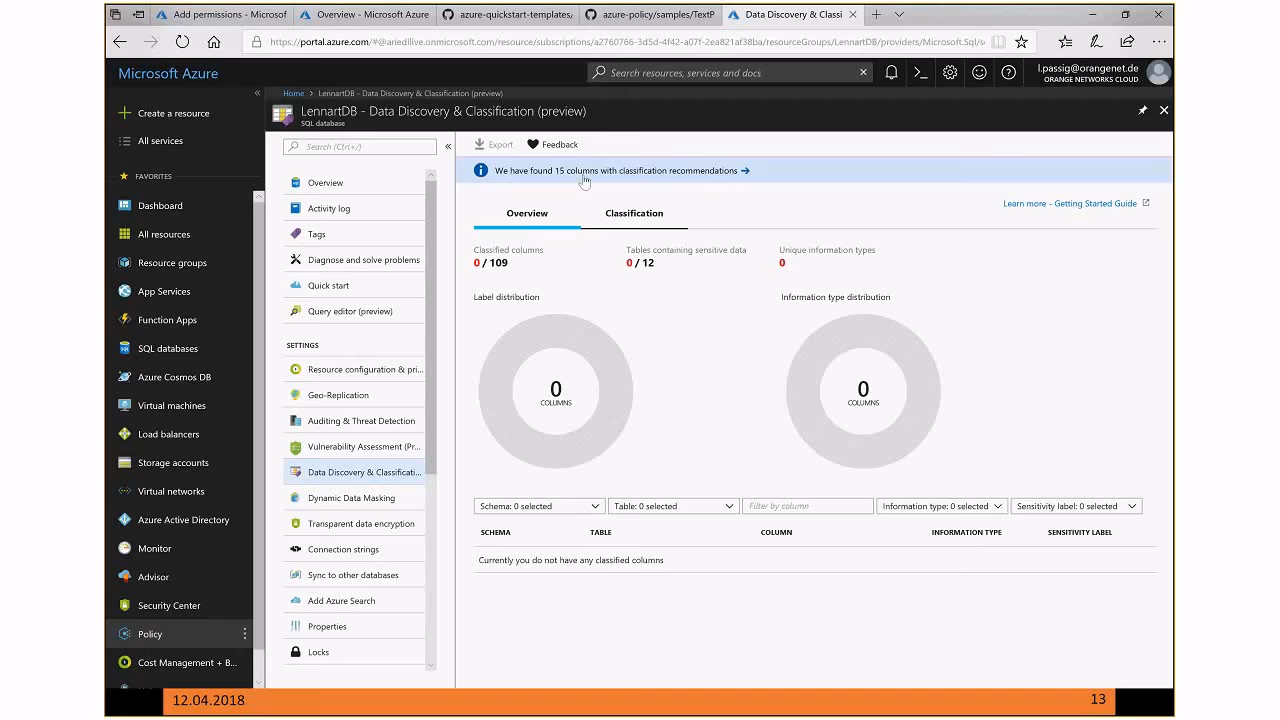 Add permissions - Microsof
Overview - Microsoft Azure
azure-quickstart-templates/
azure-policy/samples/TextP
Data Discovery & Classi
https://portal.azure.com/#@ariedllive.onmicrosoft.com/resource/subscriptions/a2760766-3d5d-4f42-a07f-2ea821af38ba/resourceGroups/LennartDB/providers/Microsoft.Sql/s
Microsoft Azure
Search resources, services and docs
l.passig@orangenet.de
ORANGE NETWORKS CLOUD
Home > LennartDB - Data Discovery & Classification (preview)
LennartDB - Data Discovery & Classification (preview)
SQL database
Create a resource
All services
FAVORITES
Dashboard
All resources
Resource groups
App Services
Function Apps
SQL databases
Azure Cosmos DB
Virtual machines
Load balancers
Storage accounts
Virtual networks
Azure Active Directory
Monitor
Advisor
Security Center
Policy
Cost Management + B...
Search (Ctrl+/)
Overview
Activity log
Tags
Diagnose and solve problems
Quick start
Query editor (preview)
SETTINGS
Resource configuration & pri...
Geo-Replication
Auditing & Threat Detection
Vulnerability Assessment (Pr...
Data Discovery & Classificati...
Dynamic Data Masking
Transparent data encryption
Connection strings
Sync to other databases
Add Azure Search
Properties
Locks
Export
Feedback
We have found 15 columns with classification recommendations →
Learn more - Getting Started Guide
Overview
Classification
Classified columns
0 / 109
Tables containing sensitive data
0 / 12
Unique information types
0
Label distribution
Information type distribution
0
COLUMNS
0
COLUMNS
Schema: 0 selected
Table: 0 selected
Filter by column
Information type: 0 selected
Sensitivity label: 0 selected
SCHEMA
TABLE
COLUMN
INFORMATION TYPE
SENSITIVITY LABEL
Currently you do not have any classified columns
12.04.2018
13